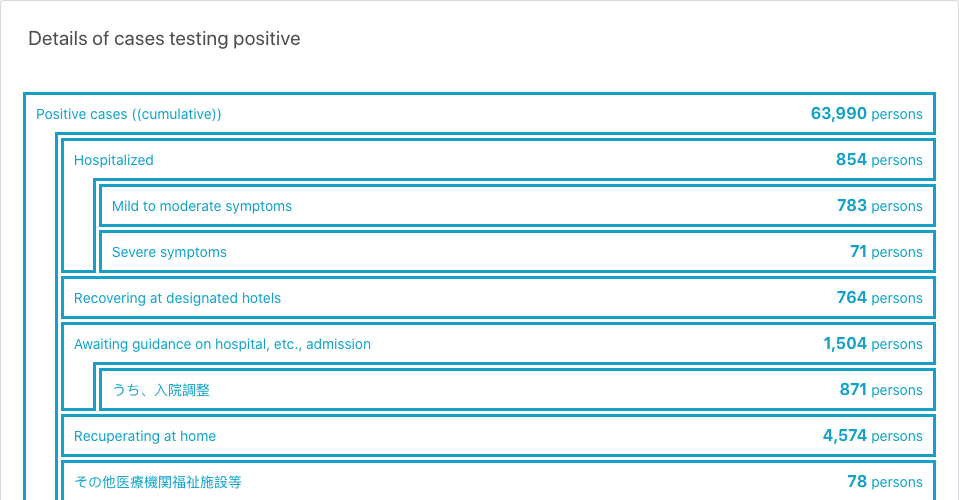 Details of cases testing positive
Positive cases ((cumulative)) 63,990 persons
Hospitalized 854 persons
Mild to moderate symptoms 783 persons
Severe symptoms 71 persons
Recovering at designated hotels 764 persons
Awaiting guidance on hospital, etc., admission 1,504 persons
うち、入院調整 871 persons
Recuperating at home 4,574 persons
その他医療機関福祉施設等 78 persons